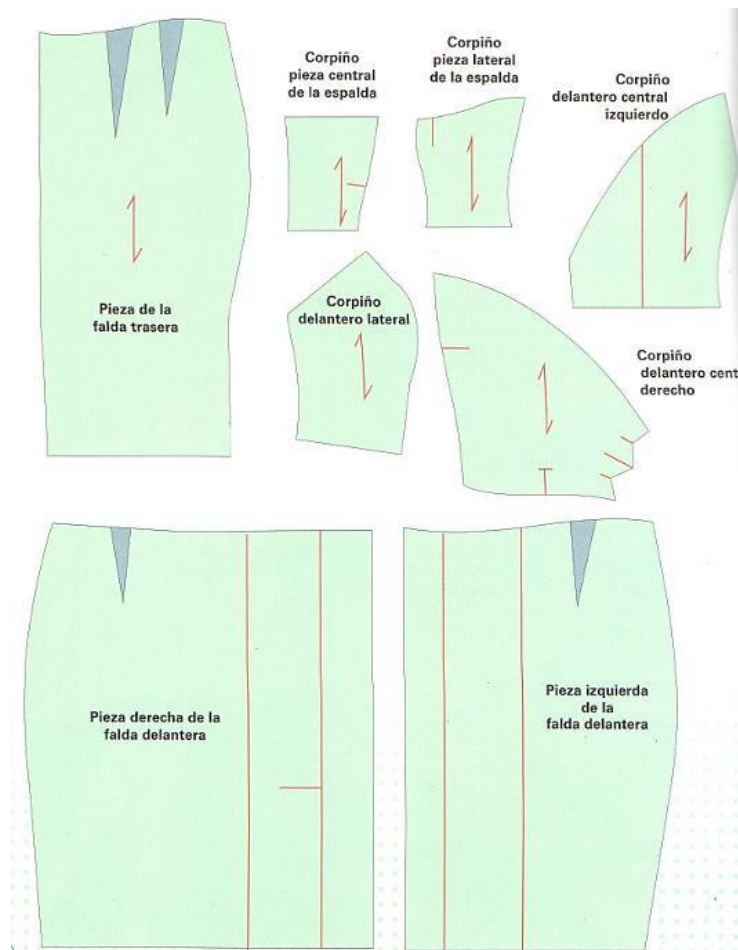 Corpiño
pieza central
de la espalda
Corpiño
pieza lateral
de la espalda
Corpiño
delantero central
izquierdo
Pieza de la
falda trasera
Corpiño
delantero lateral
Corpiño
delantero cent
derecho
Pieza derecha de la
falda delantera
Pieza izquierda
de la
falda delantera